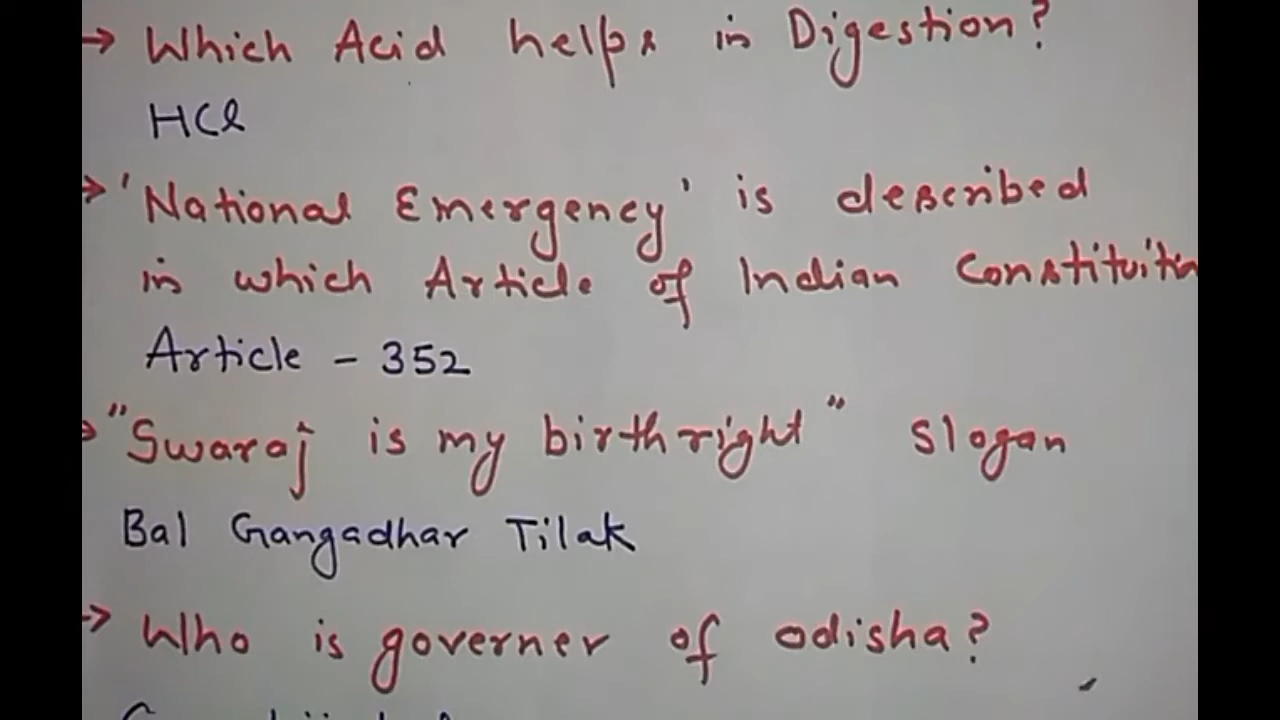 → Which Acid helps in Digestion?
HCl
→ 'National Emergency' is described
in which Article of Indian Constituitin
Article - 352
→ "Swaraj is my birthright" slogan
Bal Gangadhar Tilak
→ Who is governer of odisha?